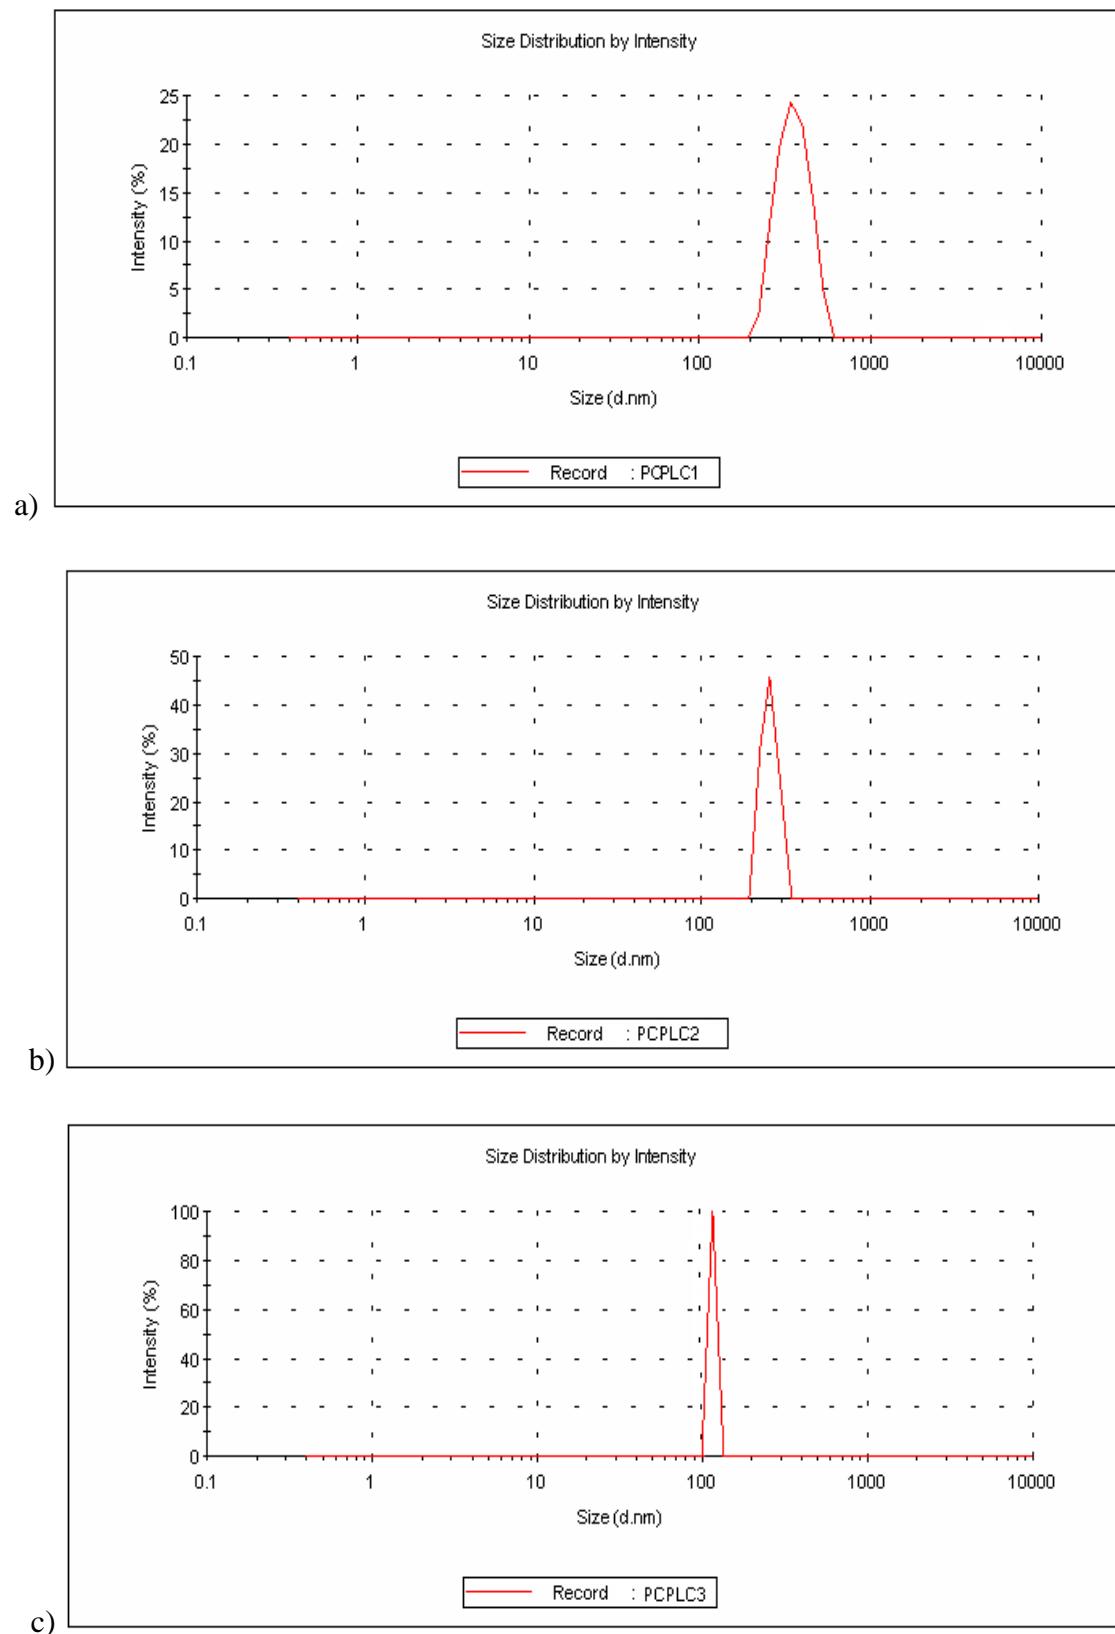 Size Distribution by Intensity
25
20
15
10
5
0
Intensity (%)
0.1 1 10 100 1000 10000
Size (d.nm)
Record : PCPLC1
a)
Size Distribution by Intensity
50
40
30
20
10
0
Intensity (%)
0.1 1 10 100 1000 10000
Size (d.nm)
Record : PCPLC2
b)
Size Distribution by Intensity
100
80
60
40
20
0
Intensity (%)
0.1 1 10 100 1000 10000
Size (d.nm)
Record : PCPLC3
c)